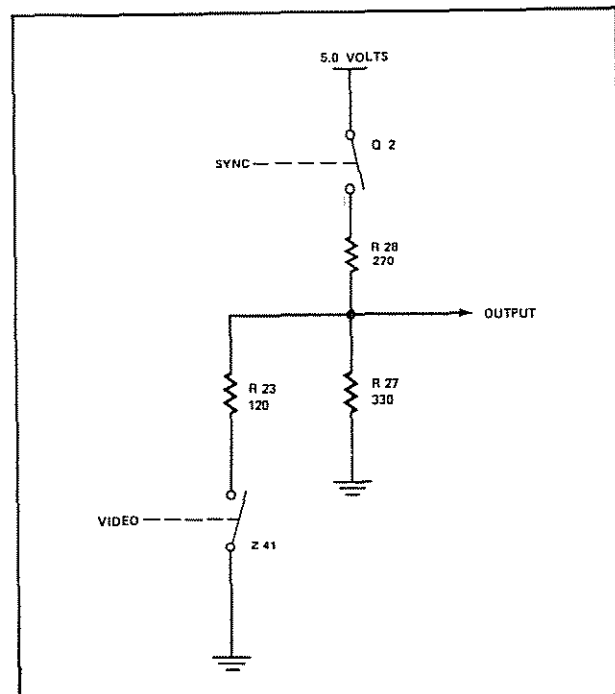 5.0 VOLTS
Q 2
SYNC
R 28
270
OUTPUT
R 23
120
R 27
330
VIDEO
Z 41